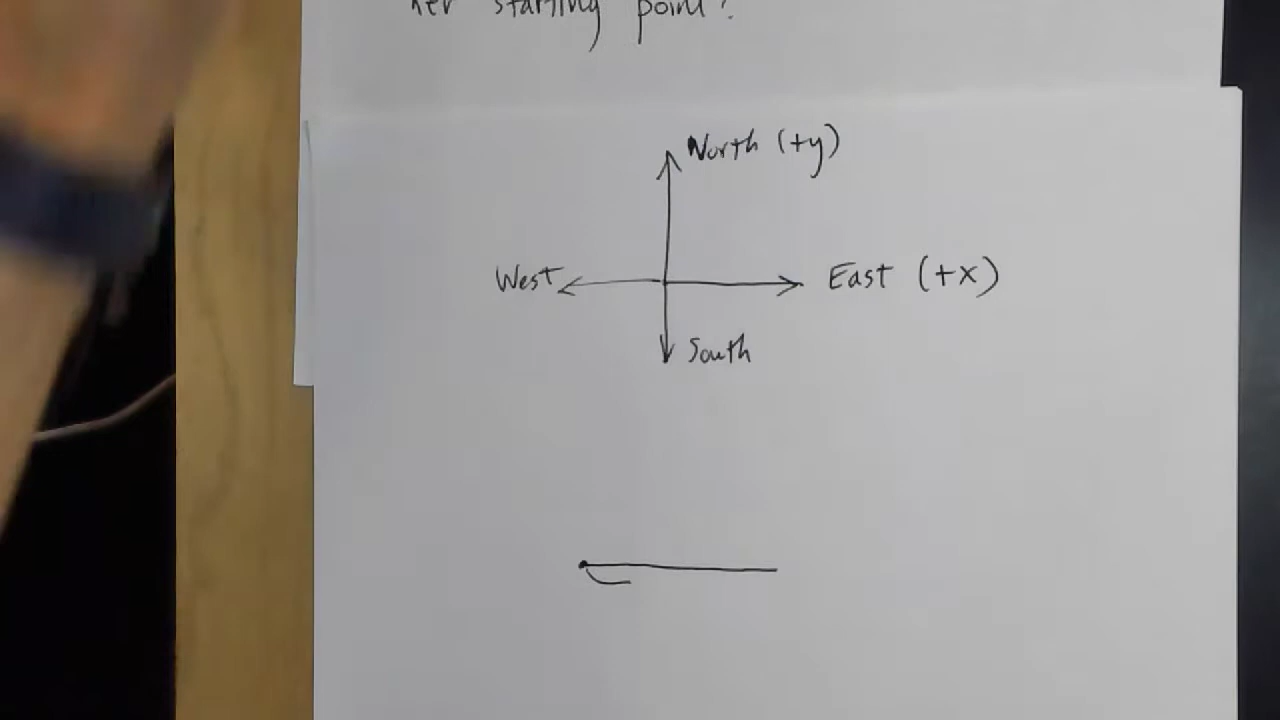 her starting point?
North (+y)
West
East (+x)
South